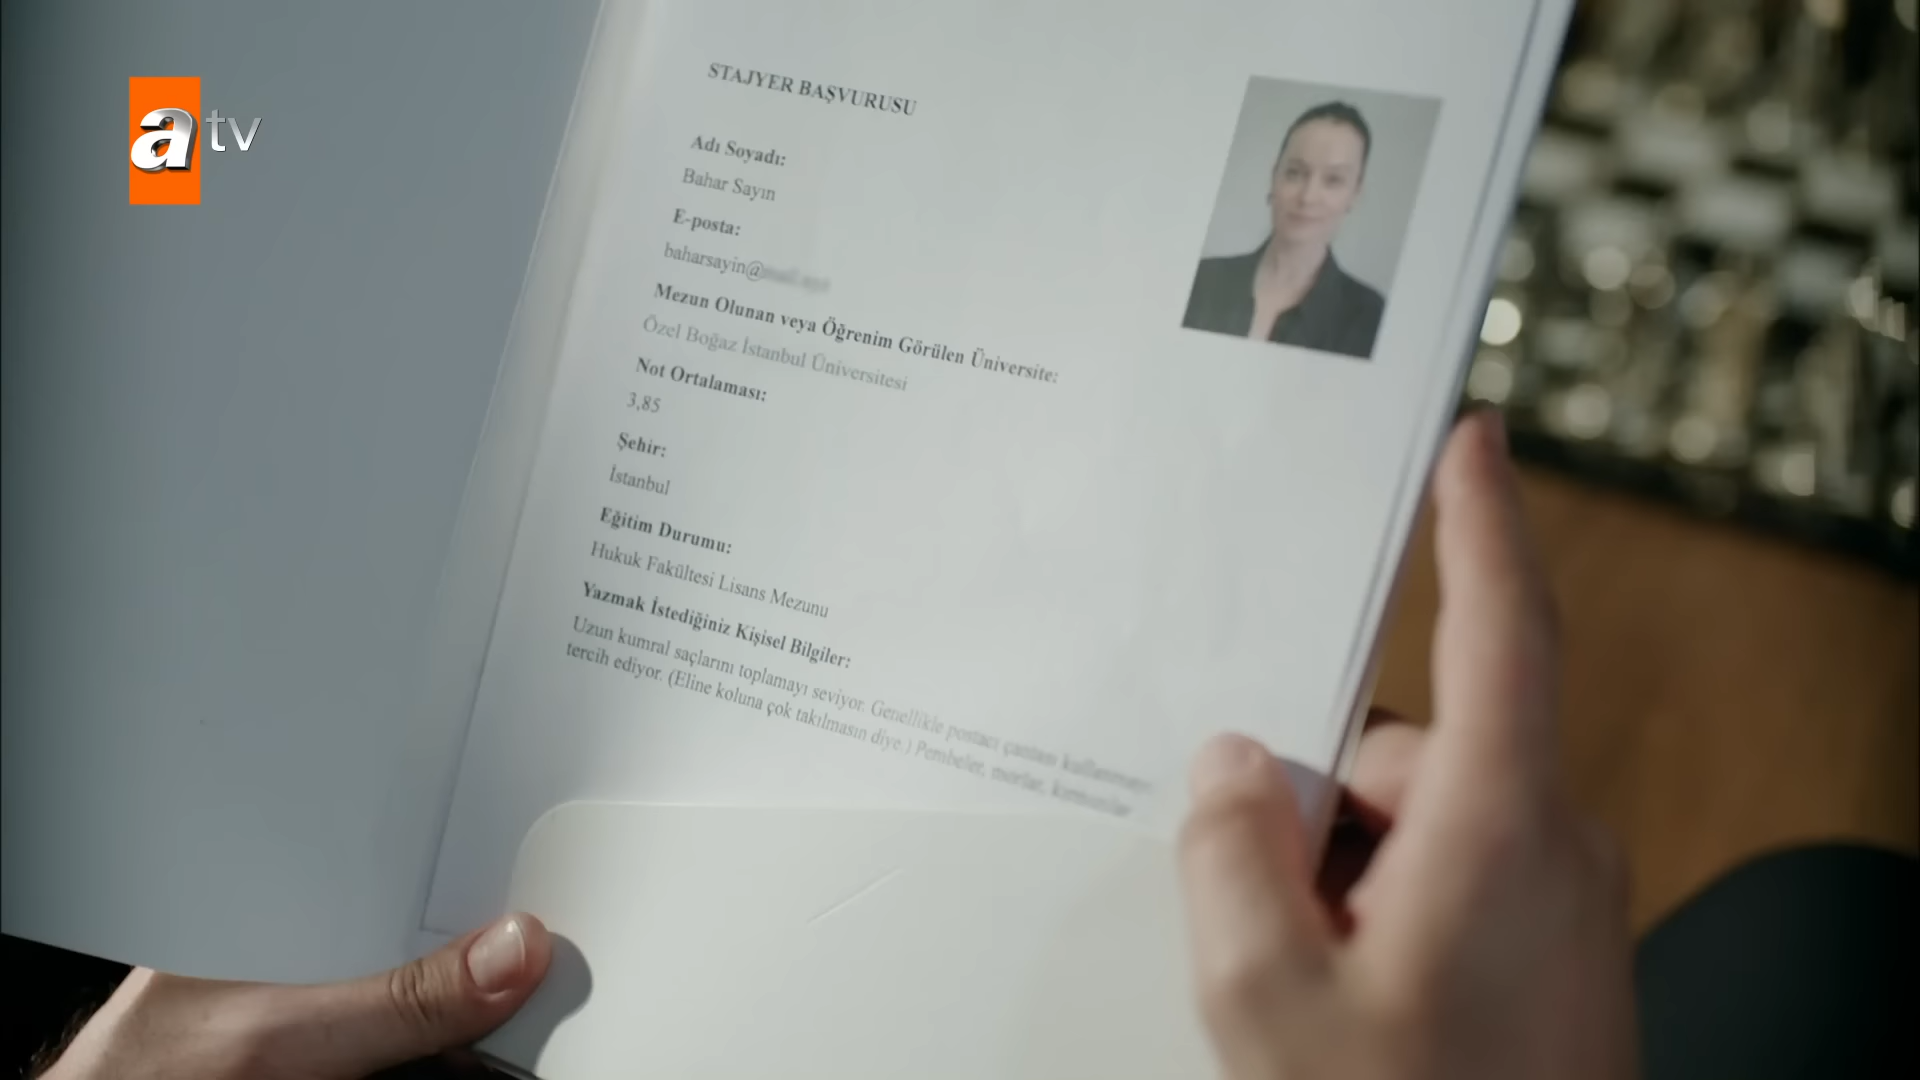 atv
STAJYER BAŞVURUSU
Adı Soyadı:
Bahar Sayın
E-posta:
baharsayin@
Mezun Olunan veya Öğrenim Görülen Üniversite:
Özel Boğaz İstanbul Üniversitesi
Not Ortalaması:
3,85
Şehir:
İstanbul
Eğitim Durumu:
Hukuk Fakültesi Lisans Mezunu
Yazmak İstediğiniz Kişisel Bilgiler:
Uzun kumral saçlarını toplamayı seviyor. Genellikle postacı çantası kullanmayı
tercih ediyor. (Eline koluna çok takılmasın diye.) Pembeler, morlar, kırmızılar